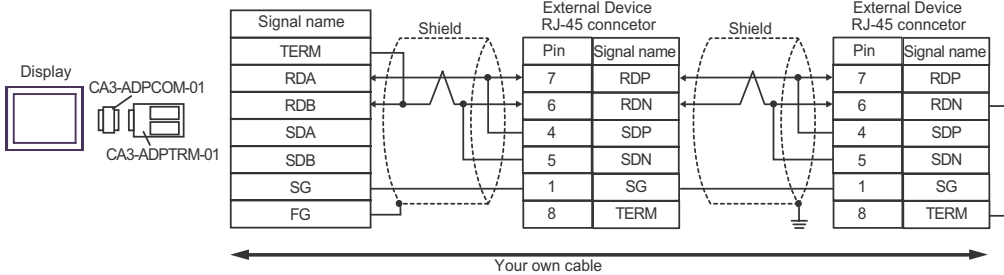 Display
CA3-ADPCOM-01
CA3-ADPTRM-01
Signal name
TERM
RDA
RDB
SDA
SDB
SG
FG
Shield
External Device
RJ-45 conncetor
Pin Signal name
7 RDP
6 RDN
4 SDP
5 SDN
1 SG
8 TERM
Shield
External Device
RJ-45 conncetor
Pin Signal name
7 RDP
6 RDN
4 SDP
5 SDN
1 SG
8 TERM
Your own cable